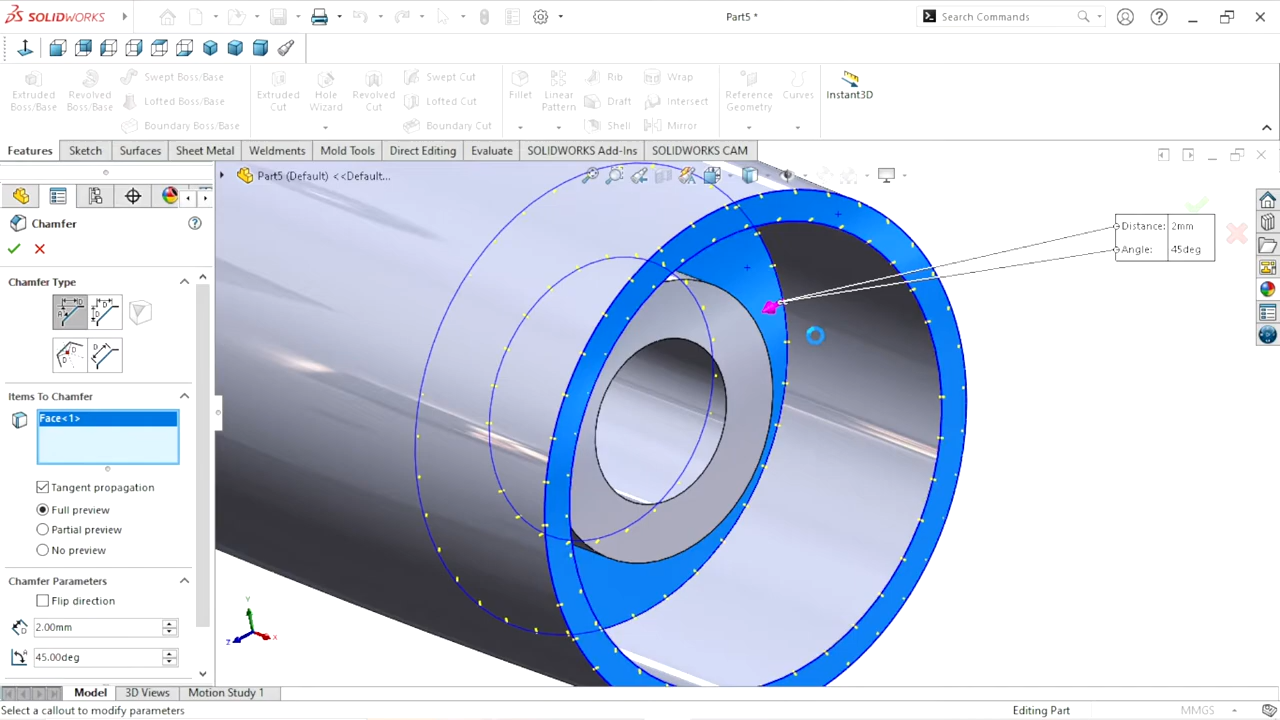 SOLIDWORKS
Part5 *
Search Commands
Extruded Boss/Base
Revolved Boss/Base
Swept Boss/Base
Lofted Boss/Base
Boundary Boss/Base
Extruded Cut
Hole Wizard
Revolved Cut
Swept Cut
Lofted Cut
Boundary Cut
Fillet
Linear Pattern
Rib
Draft
Shell
Wrap
Intersect
Mirror
Reference Geometry
Curves
Instant3D
Features
Sketch
Surfaces
Sheet Metal
Weldments
Mold Tools
Direct Editing
Evaluate
SOLIDWORKS Add-Ins
SOLIDWORKS CAM
Part5 (Default) <<Default...
Chamfer
Chamfer Type
Items To Chamfer
Face<1>
Tangent propagation
Full preview
Partial preview
No preview
Chamfer Parameters
Flip direction
2.00mm
45.00deg
Distance: 2mm
Angle: 45deg
Y
Z
X
Model
3D Views
Motion Study 1
Select a callout to modify parameters
Editing Part
MMGS